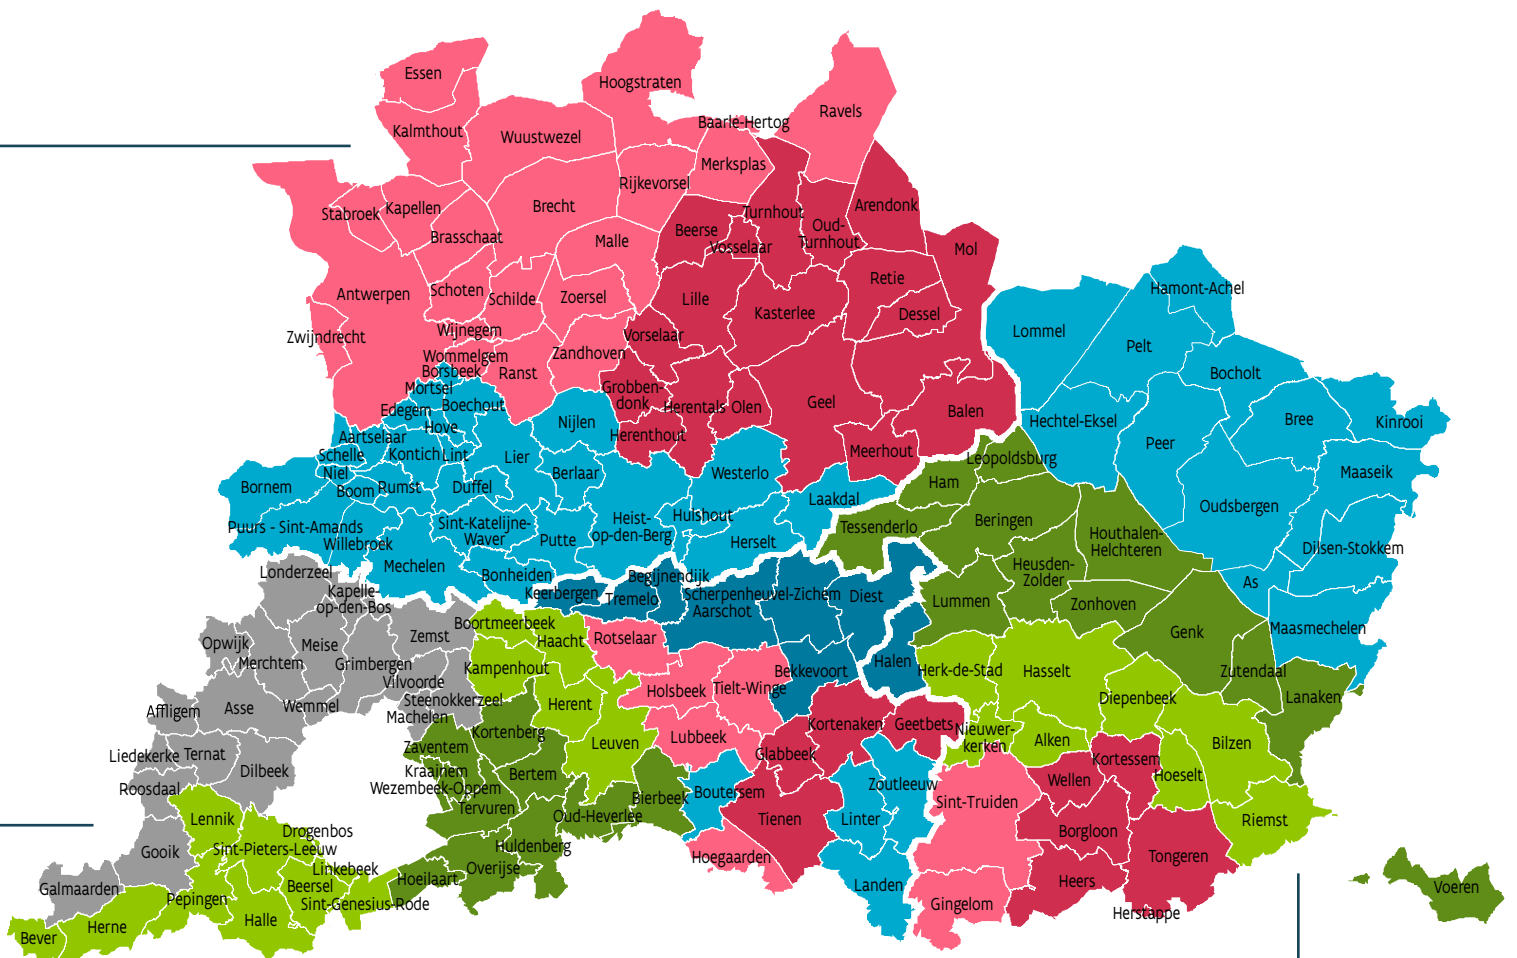 Essen
Hoogstraten
Ravels
Kalmthout
Wuustwezel
Baarle-Hertog
Merksplas
Rijkevorsel
Stabroek
Kapellen
Brecht
Turnhout
Arendonk
Brasschaat
Malle
Beerse
Vosselaar
Oud-
Turnhout
Mol
Antwerpen
Schoten
Schilde
Zoersel
Lille
Kasterlee
Retie
Dessel
Hamont-Achel
Zwijndrecht
Wijnegem
Vorselaar
Lommel
Pelt
Wommelgem
Borsbeek
Ranst
Zandhoven
Bocholt
Mortsel
Edegem
Boechout
Grobben-
donk
Herentals
Olen
Geel
Balen
Hechtel-Eksel
Peer
Bree
Kinrooi
Aartselaar
Hove
Nijlen
Herenthout
Meerhout
Schelle
Kontich
Lint
Lier
Berlaar
Westerlo
Leopoldsburg
Maaseik
Niel
Bornem
Boom
Rumst
Duffel
Laakdal
Ham
Oudsbergen
Puurs - Sint-Amands
Willebroek
Sint-Katelijne-
Waver
Putte
Heist-
op-den-Berg
Hulshout
Herselt
Tessenderlo
Beringen
Houthalen-
Helchteren
Dilsen-Stokkem
Mechelen
Bonheiden
Londerzeel
Kapelle-
op-den-Bos
Keerbergen
Tremelo
Begijnendijk
Scherpenheuvel-Zichem
Aarschot
Diest
Lummen
Heusden-
Zolder
Zonhoven
As
Genk
Maasmechelen
Opwijk
Merchtem
Meise
Grimbergen
Zemst
Boortmeerbeek
Haacht
Rotselaar
Kampenhout
Vilvoorde
Steenokkerzeel
Machelen
Holsbeek
Tielt-Winge
Bekkevoort
Halen
Herk-de-Stad
Hasselt
Diepenbeek
Zutendaal
Lanaken
Affligem
Asse
Wemmel
Herent
Kortenberg
Lubbeek
Kortenaken
Geetbets
Nieuwer-
kerken
Alken
Bilzen
Liedekerke
Ternat
Dilbeek
Zaventem
Leuven
Glabbeek
Kortessem
Hoeselt
Roosdaal
Kraainem
Wezembeek-Oppem
Bertem
Tervuren
Bierbeek
Boutersem
Zoutleeuw
Wellen
Lennik
Drogenbos
Sint-Pieters-Leeuw
Oud-Heverlee
Tienen
Linter
Sint-Truiden
Borgloon
Riemst
Gooik
Linkebeek
Huldenberg
Hoegaarden
Tongeren
Galmaarden
Pepingen
Beersel
Sint-Genesius-Rode
Hoeilaart
Overijse
Landen
Gingelom
Heers
Herstappe
Voeren
Bever
Herne
Halle